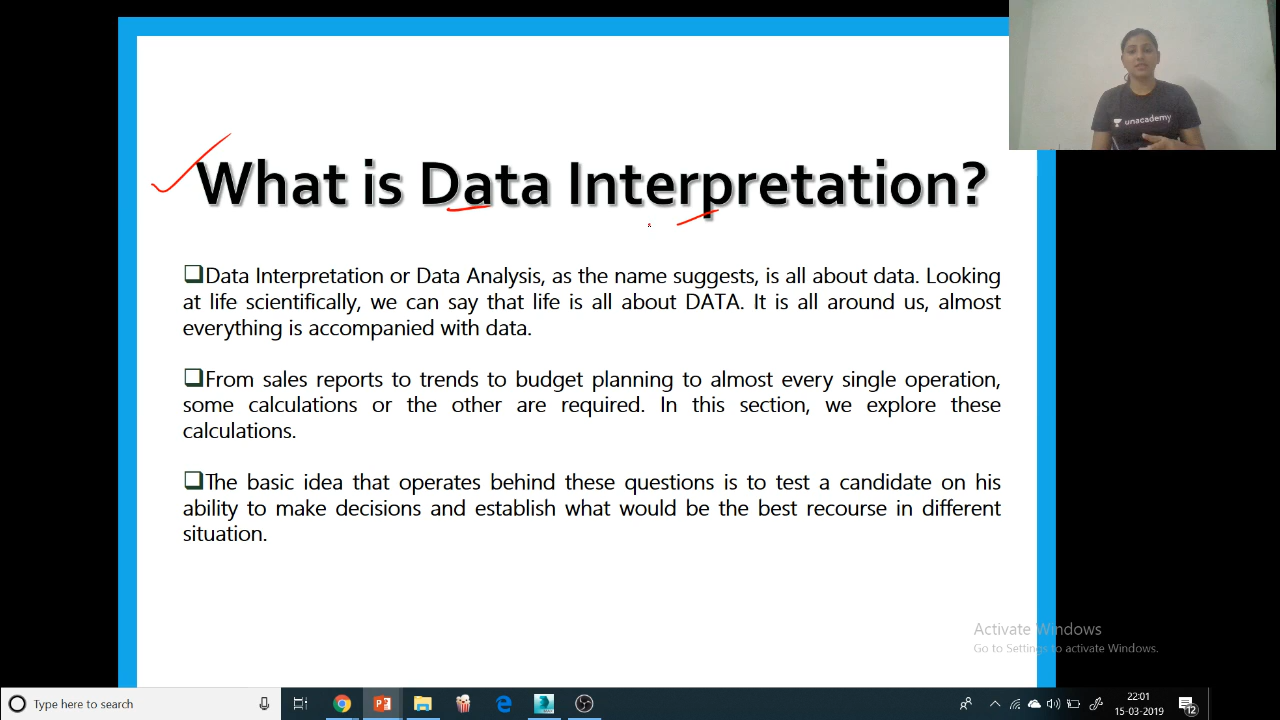 unacademy
What is Data Interpretation?
Data Interpretation or Data Analysis, as the name suggests, is all about data. Looking
at life scientifically, we can say that life is all about DATA. It is all around us, almost
everything is accompanied with data.
From sales reports to trends to budget planning to almost every single operation,
some calculations or the other are required. In this section, we explore these
calculations.
The basic idea that operates behind these questions is to test a candidate on his
ability to make decisions and establish what would be the best recourse in different
situation.
Activate Windows
Go to Settings to activate Windows.
Type here to search
22:01
15-03-2019
12